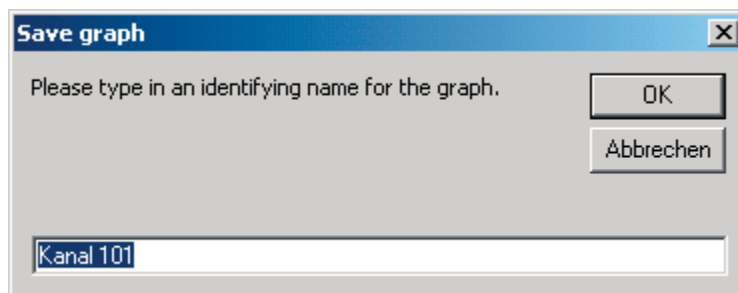 Save graph
Please type in an identifying name for the graph.
OK
Abbrechen
Kanal 101